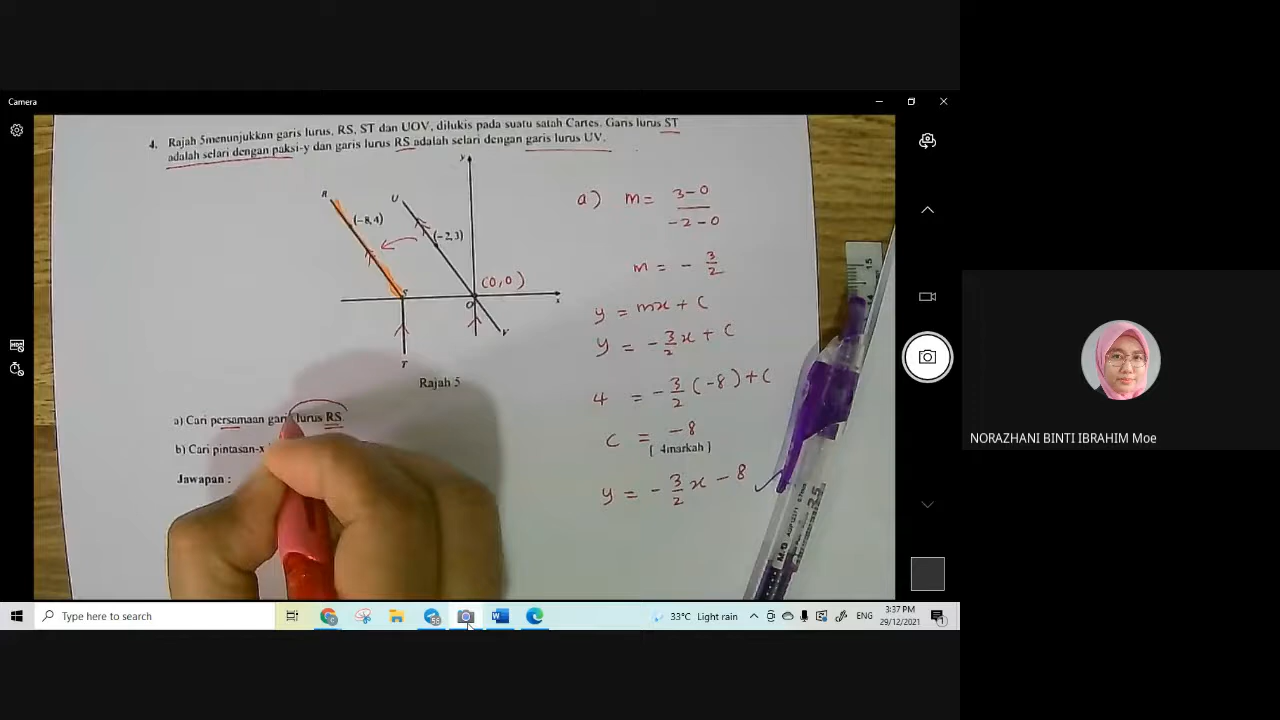 Camera
4. Rajah 5menunjukkan garis lurus, RS, ST dan UOV, dilukis pada suatu satah Cartes. Garis lurus ST
adalah selari dengan paksi-y dan garis lurus RS adalah selari dengan garis lurus UV.
y
R
U
(-8,4)
(-2,3)
(0,0)
S
O
x
V
T
Rajah 5
a) Cari persamaan garis lurus RS.
b) Cari pintasan-x
[ 4markah ]
Jawapan :
a) m = 3-0
-2-0
m = - 3/2
y = mx + c
y = -3/2 x + c
4 = -3/2 (-8) + c
c = -8
y = -3/2 x - 8
15
14
M&G
0.35
NORAZHANI BINTI IBRAHIM Moe
Type here to search
33°C Light rain
ENG
3:37 PM
29/12/2021